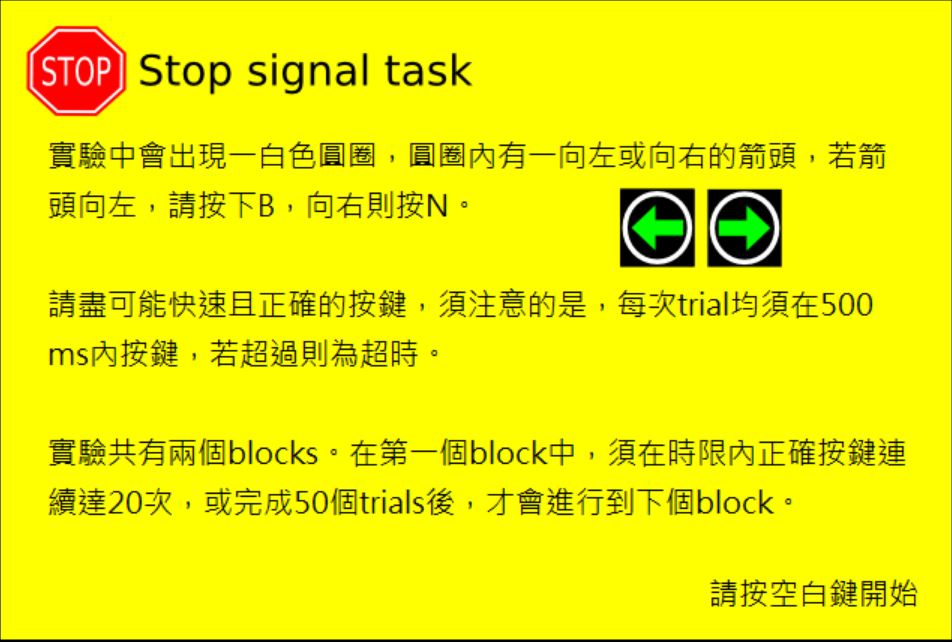 STOP
Stop signal task
實驗中會出現一白色圓圈，圓圈內有一向左或向右的箭頭，若箭
頭向左，請按下B，向右則按N。
請盡可能快速且正確的按鍵，須注意的是，每次trial均須在500
ms內按鍵，若超過則為超時。
實驗共有兩個blocks。在第一個block中，須在時限內正確按鍵連
續達20次，或完成50個trials後，才會進行到下個block。
請按空白鍵開始